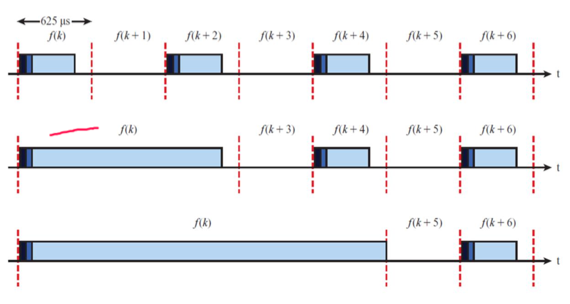 625 μs
f(k) f(k + 1) f(k + 2) f(k + 3) f(k + 4) f(k + 5) f(k + 6)
t
f(k) f(k + 3) f(k + 4) f(k + 5) f(k + 6)
t
f(k) f(k + 5) f(k + 6)
t